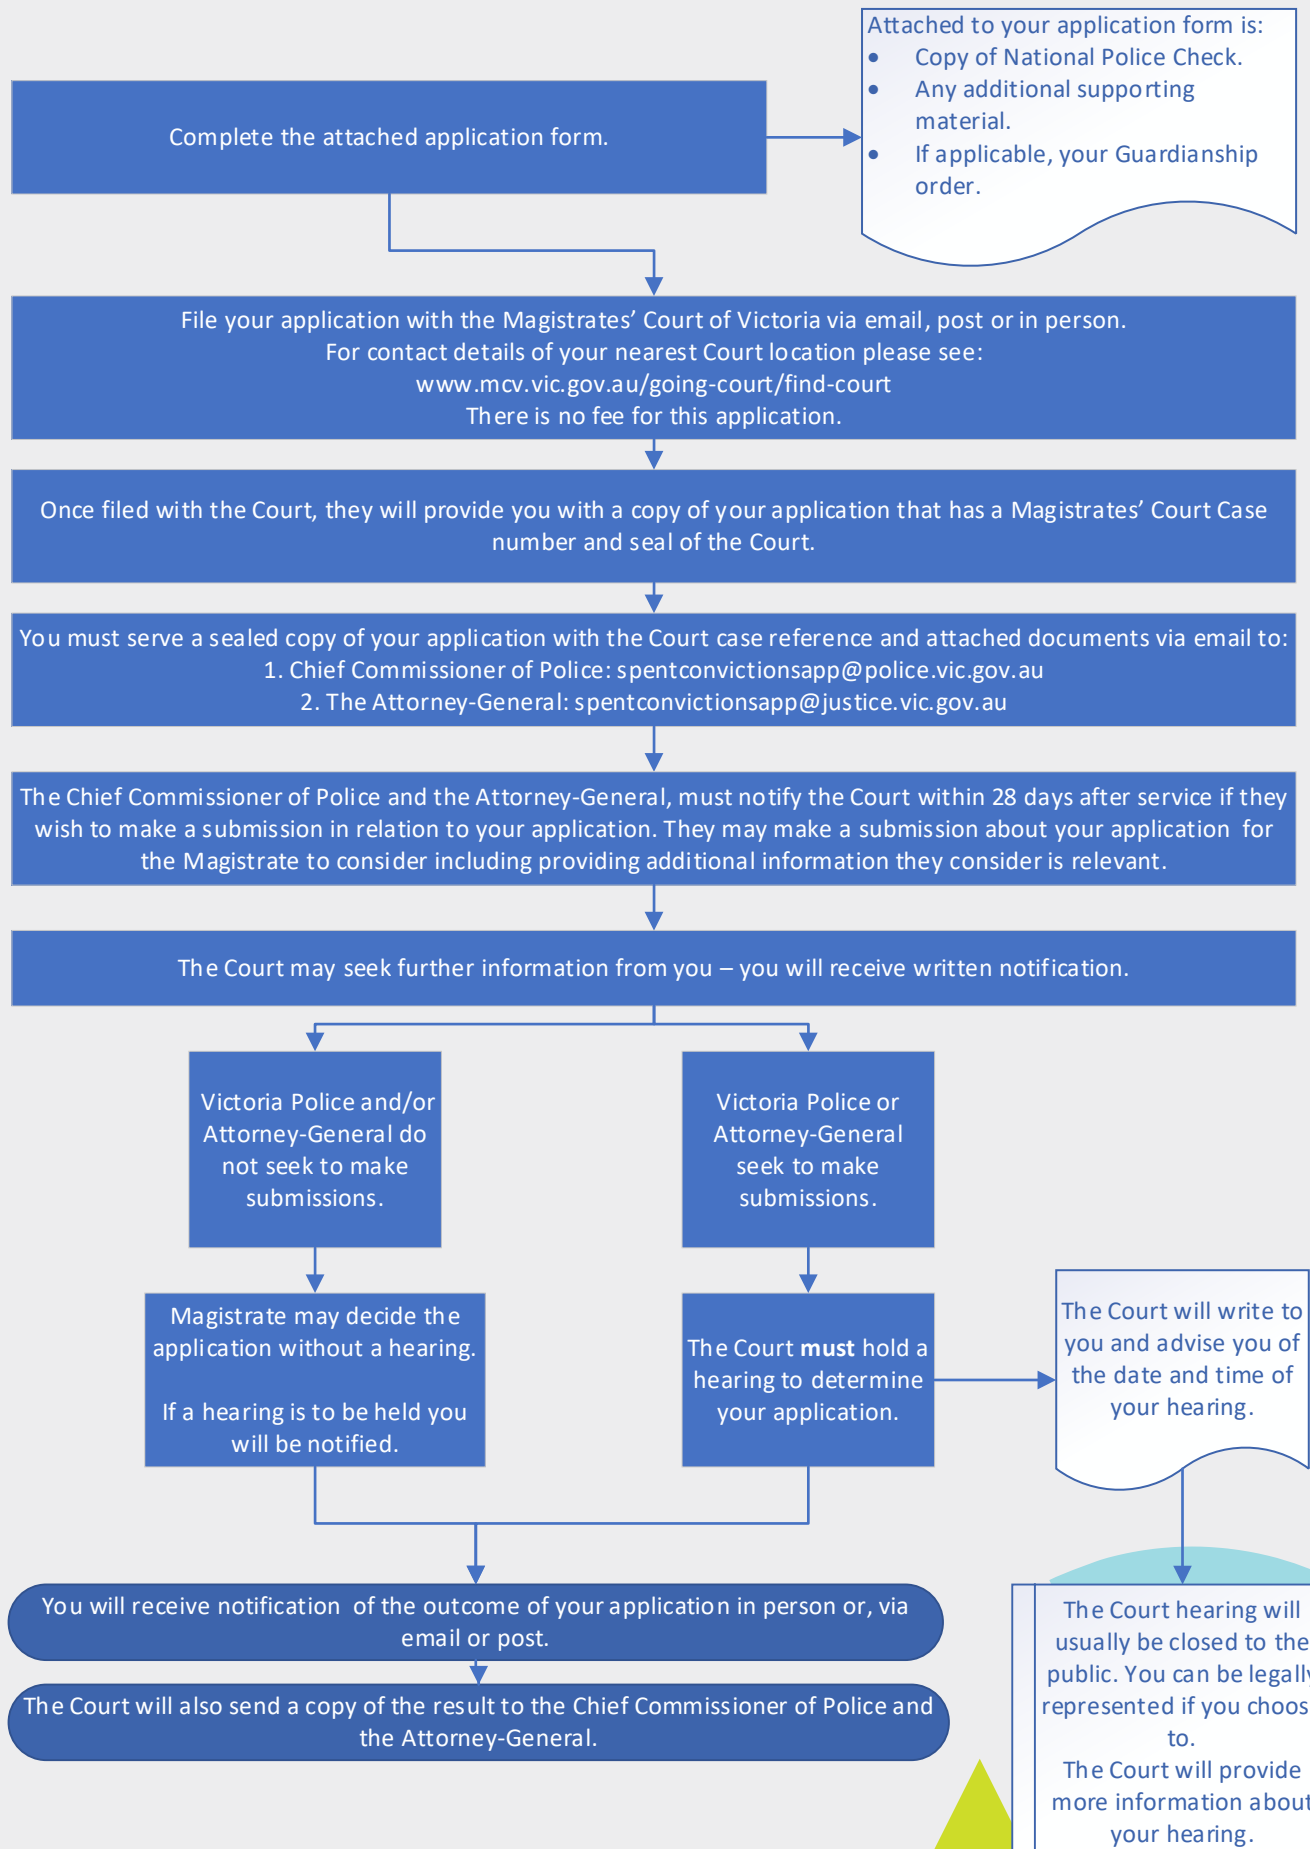 Attached to your application form is:
• Copy of National Police Check.
• Any additional supporting
material.
• If applicable, your Guardianship
order.
Complete the attached application form.
File your application with the Magistrates’ Court of Victoria via email, post or in person.
For contact details of your nearest Court location please see:
www.mcv.vic.gov.au/going-court/find-court
There is no fee for this application.
Once filed with the Court, they will provide you with a copy of your application that has a Magistrates’ Court Case
number and seal of the Court.
You must serve a sealed copy of your application with the Court case reference and attached documents via email to:
1. Chief Commissioner of Police: spentconvictionsapp@police.vic.gov.au
2. The Attorney-General: spentconvictionsapp@justice.vic.gov.au
The Chief Commissioner of Police and the Attorney-General, must notify the Court within 28 days after service if they
wish to make a submission in relation to your application. They may make a submission about your application for
the Magistrate to consider including providing additional information they consider is relevant.
The Court may seek further information from you – you will receive written notification.
Victoria Police and/or
Attorney-General do
not seek to make
submissions.
Victoria Police or
Attorney-General
seek to make
submissions.
Magistrate may decide the
application without a hearing.
If a hearing is to be held you
will be notified.
The Court must hold a
hearing to determine
your application.
The Court will write to
you and advise you of
the date and time of
your hearing.
You will receive notification of the outcome of your application in person or, via
email or post.
The Court will also send a copy of the result to the Chief Commissioner of Police and
the Attorney-General.
The Court hearing will
usually be closed to the
public. You can be legally
represented if you choose
to.
The Court will provide
more information about
your hearing.